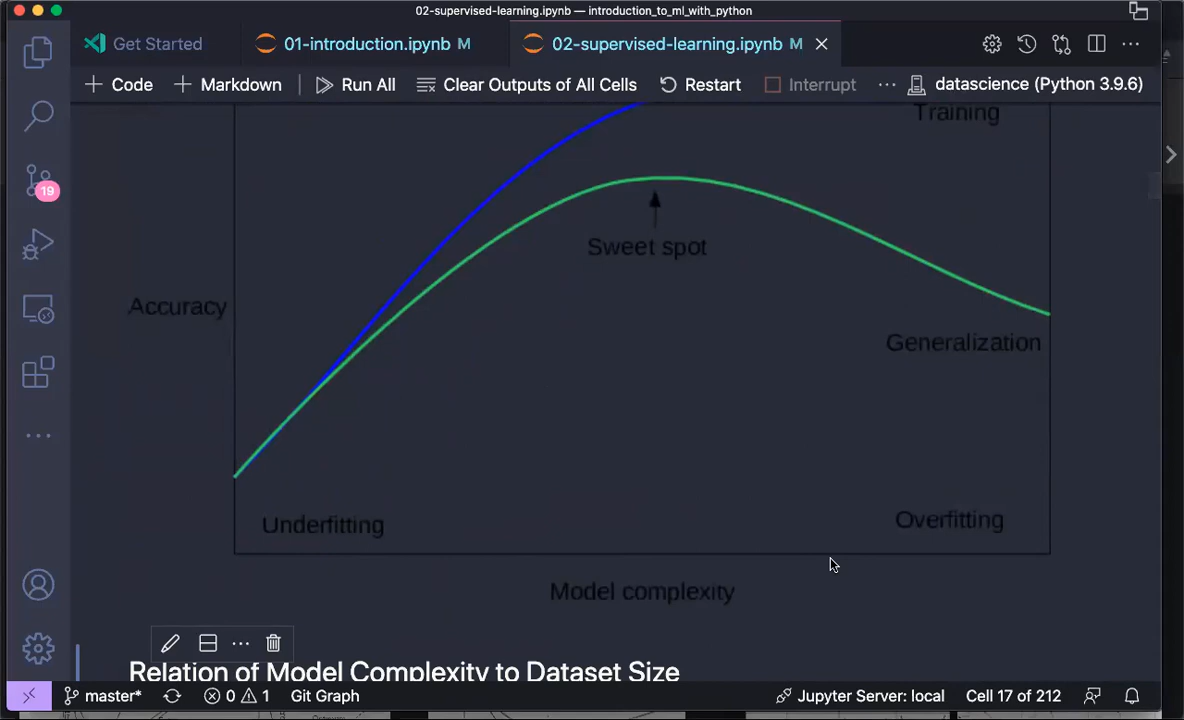 02-supervised-learning.ipynb — introduction_to_ml_with_python
Get Started
01-introduction.ipynb M
02-supervised-learning.ipynb M
Code
Markdown
Run All
Clear Outputs of All Cells
Restart
Interrupt
datascience (Python 3.9.6)
19
Training
Sweet spot
Accuracy
Generalization
Underfitting
Overfitting
Model complexity
Relation of Model Complexity to Dataset Size
master*
0
1
Git Graph
Jupyter Server: local
Cell 17 of 212